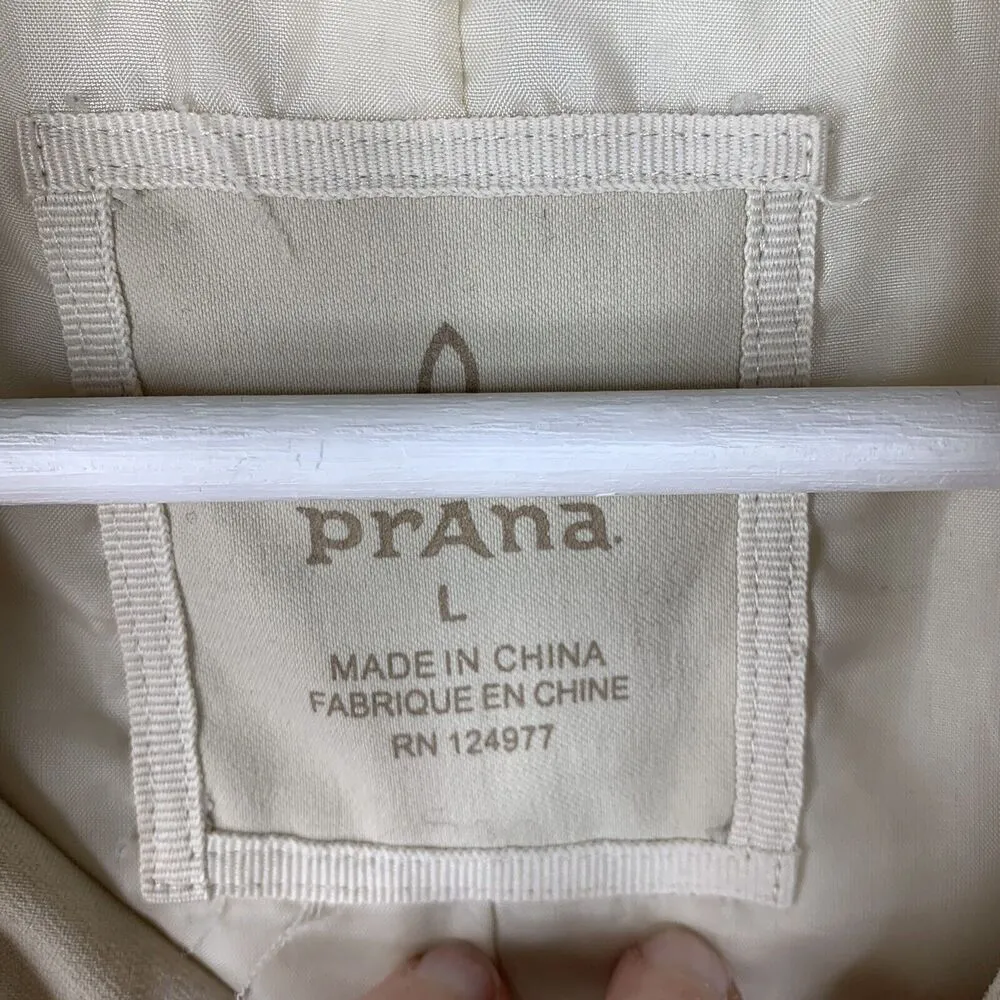 prAna
L
MADE IN CHINA
FABRIQUE EN CHINE
RN 124977